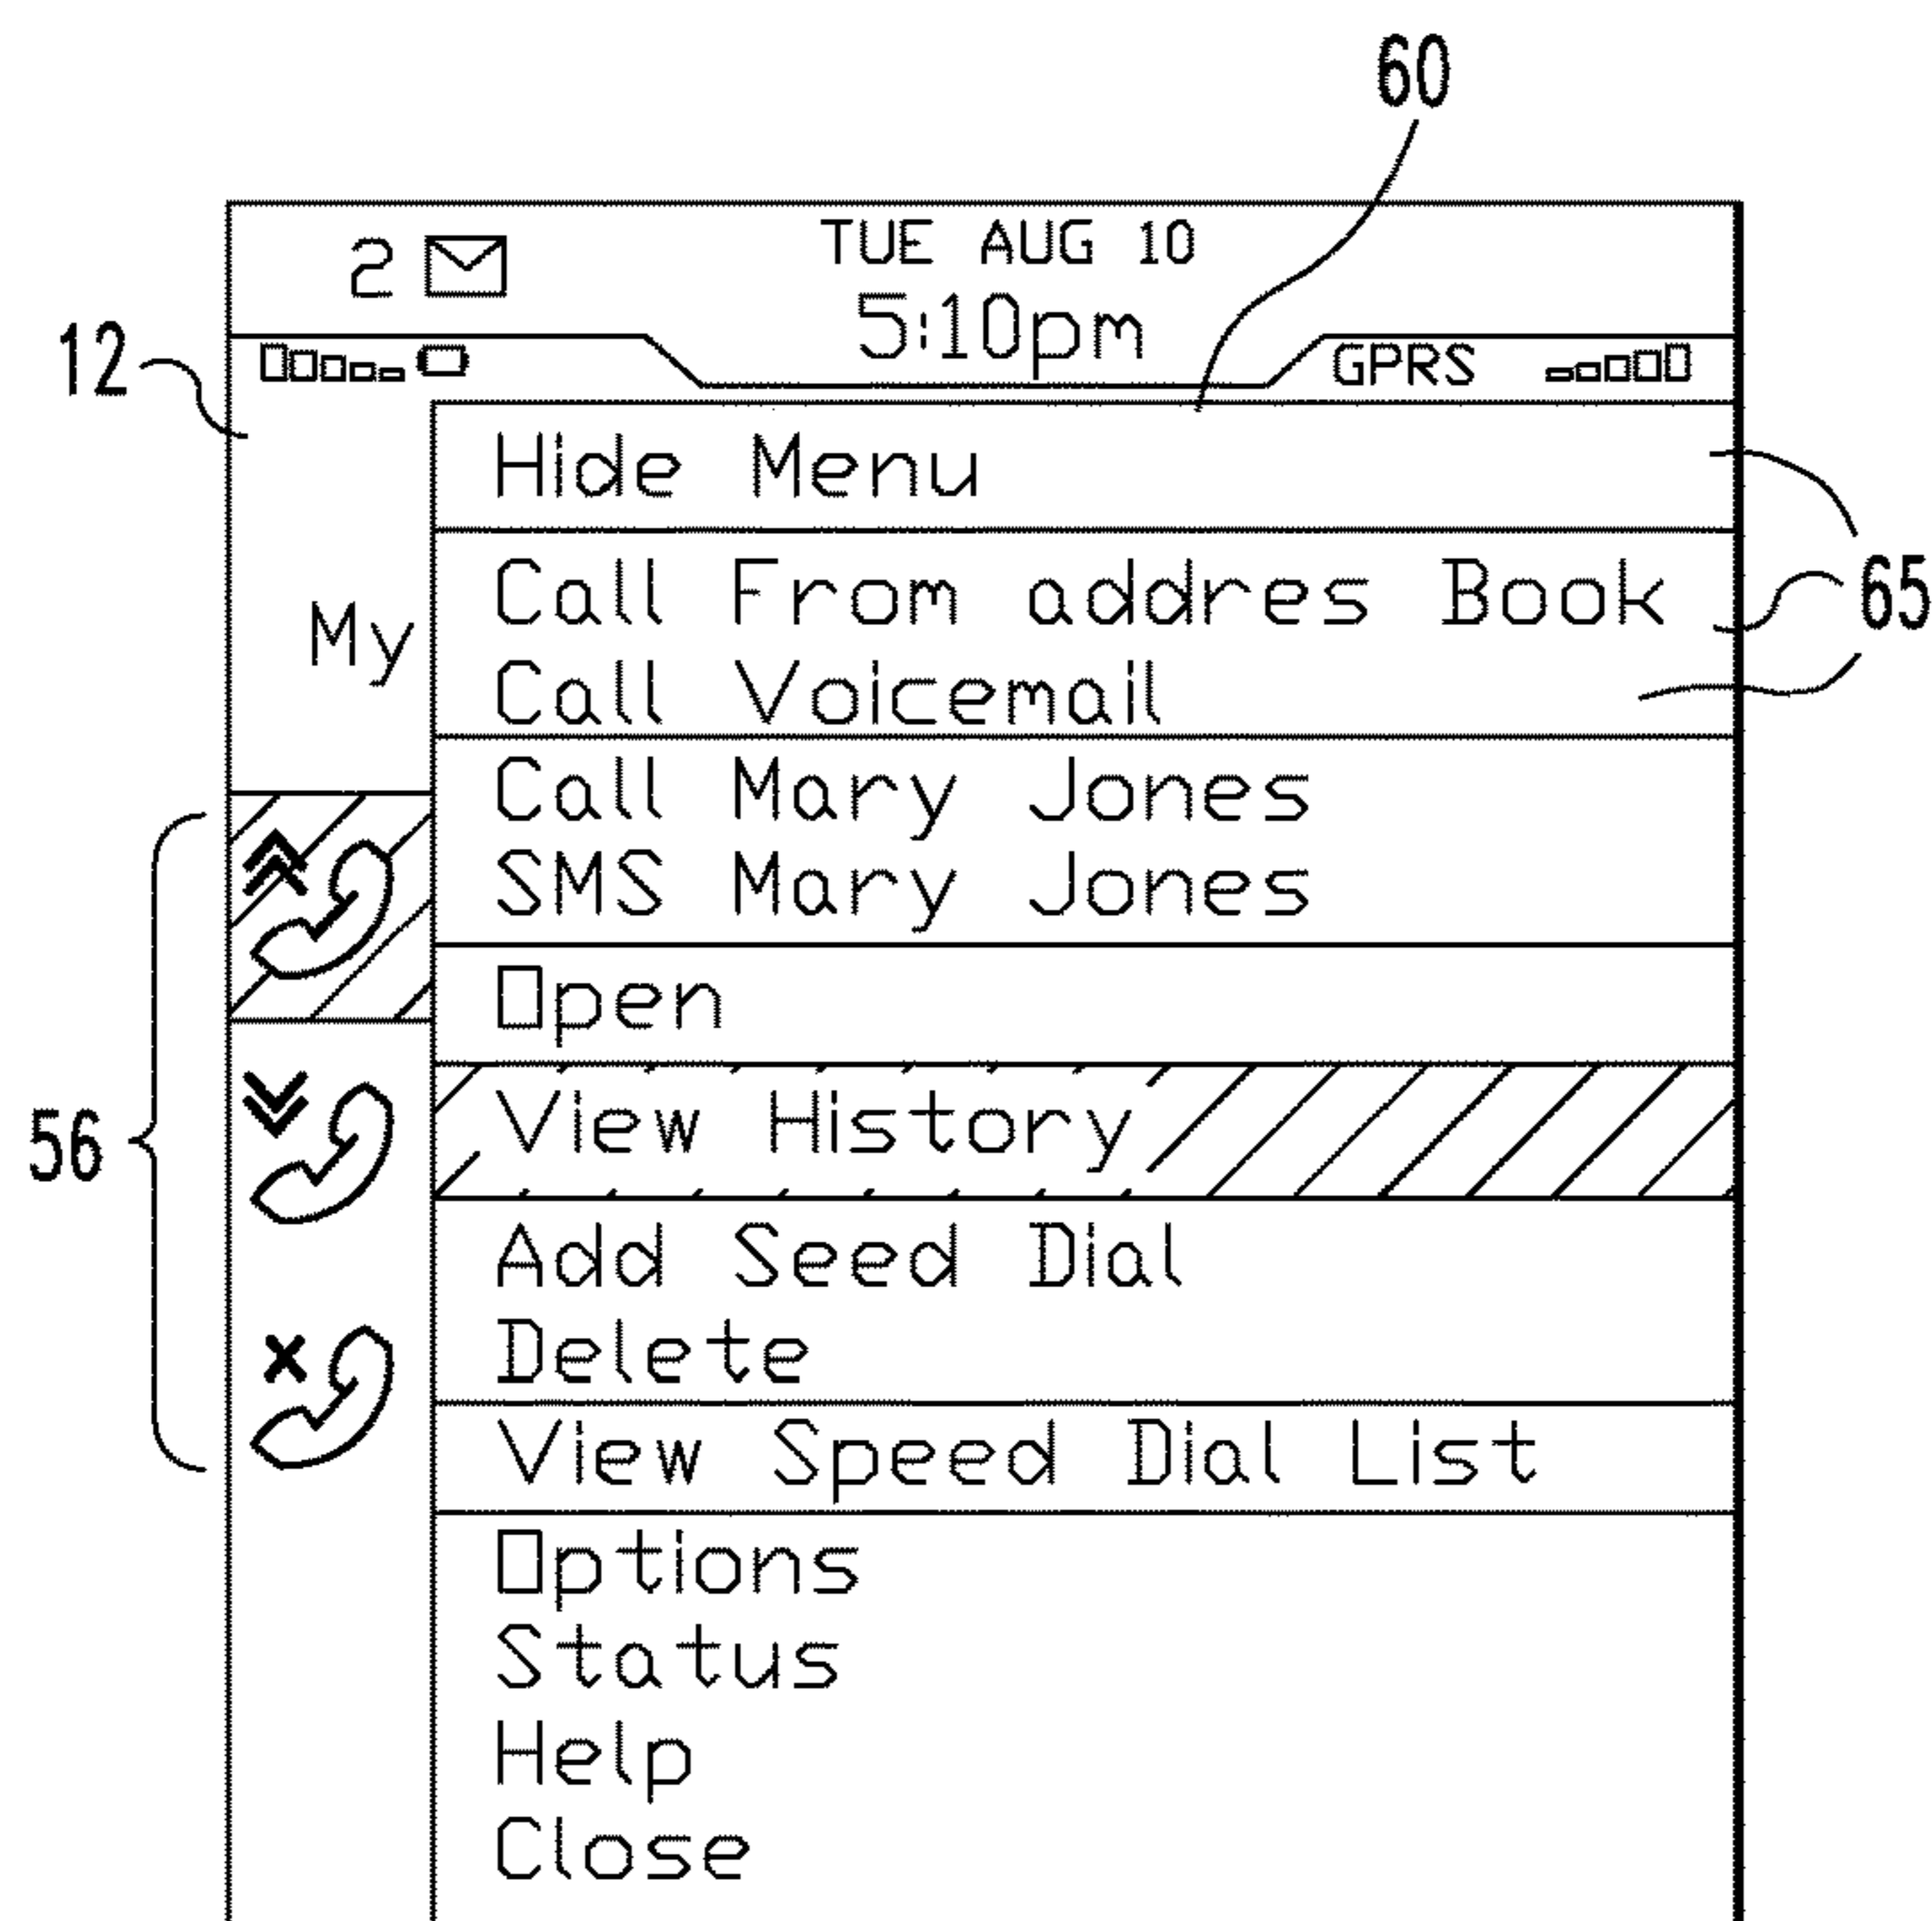 60
2 TUE AUG 10
5:10pm
12
GPRS
Hide Menu
Call From addres Book
65
My
Call Voicemail
Call Mary Jones
SMS Mary Jones
Open
View History
56
Add Seed Dial
Delete
View Speed Dial List
Options
Status
Help
Close